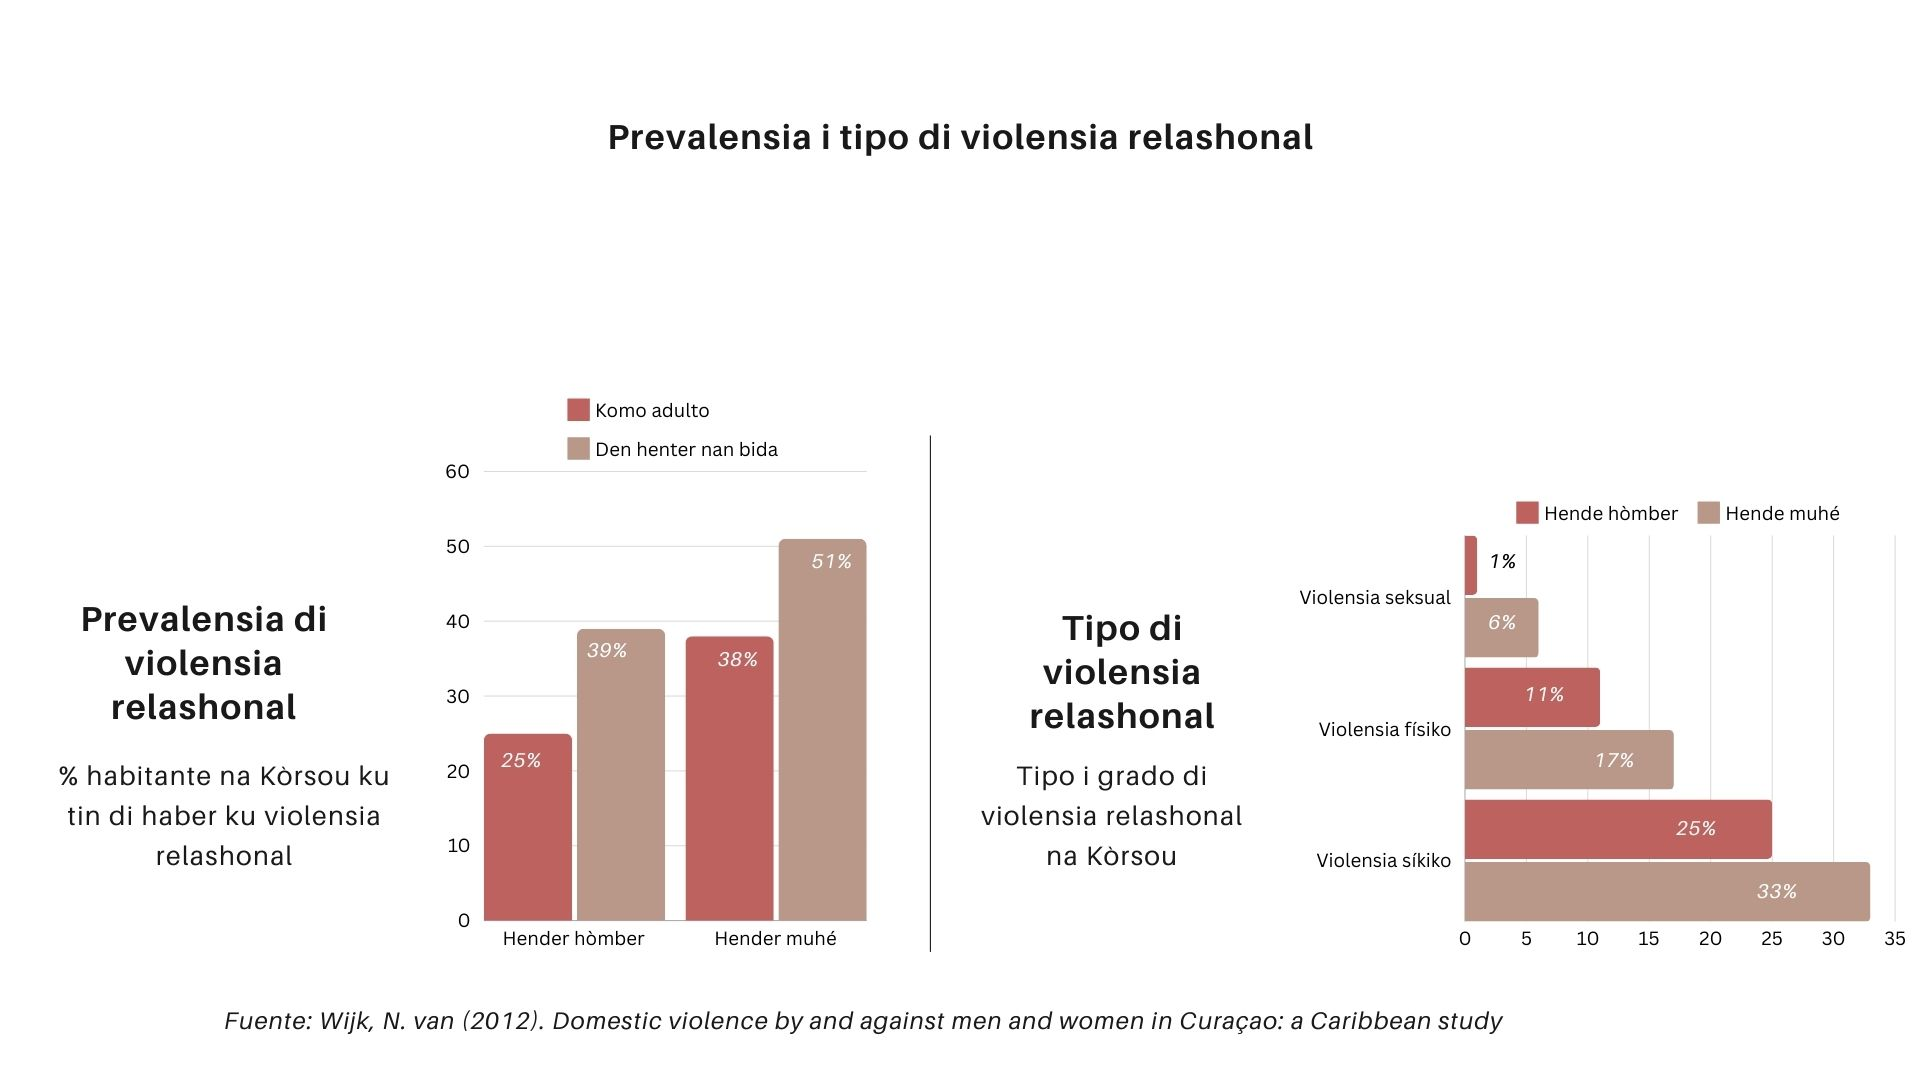 Prevalensia i tipo di violensia relashonal
Prevalensia di
violensia
relashonal
% habitante na Kòrsou ku
tin di haber ku violensia
relashonal
Komo adulto
Den henter nan bida
60
50
40
30
20
10
0
25%
39%
38%
51%
Hender hòmber
Hender muhé
Tipo di
violensia
relashonal
Tipo i grado di
violensia relashonal
na Kòrsou
Hende hòmber
Hende muhé
Violensia seksual
1%
6%
Violensia físiko
11%
17%
Violensia síkiko
25%
33%
0 5 10 15 20 25 30 35
Fuente: Wijk, N. van (2012). Domestic violence by and against men and women in Curaçao: a Caribbean study